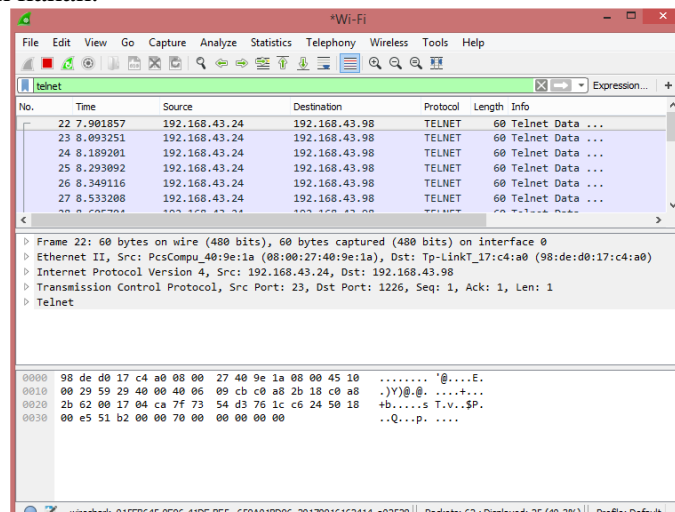 *Wi-Fi
File Edit View Go Capture Analyze Statistics Telephony Wireless Tools Help
telnet Expression... +
No. Time Source Destination Protocol Length Info
22 7.901857 192.168.43.24 192.168.43.98 TELNET 60 Telnet Data ...
23 8.093251 192.168.43.24 192.168.43.98 TELNET 60 Telnet Data ...
24 8.189201 192.168.43.24 192.168.43.98 TELNET 60 Telnet Data ...
25 8.293092 192.168.43.24 192.168.43.98 TELNET 60 Telnet Data ...
26 8.349116 192.168.43.24 192.168.43.98 TELNET 60 Telnet Data ...
27 8.533208 192.168.43.24 192.168.43.98 TELNET 60 Telnet Data ...
Frame 22: 60 bytes on wire (480 bits), 60 bytes captured (480 bits) on interface 0
Ethernet II, Src: PcsCompu_40:9e:1a (08:00:27:40:9e:1a), Dst: Tp-LinkT_17:c4:a0 (98:de:d0:17:c4:a0)
Internet Protocol Version 4, Src: 192.168.43.24, Dst: 192.168.43.98
Transmission Control Protocol, Src Port: 23, Dst Port: 1226, Seq: 1, Ack: 1, Len: 1
Telnet
0000 98 de d0 17 c4 a0 08 00 27 40 9e 1a 08 00 45 10 ........ '@....E.
0010 00 29 59 29 40 00 40 06 09 cb c0 a8 2b 18 c0 a8 .)Y)@.@. ....+...
0020 2b 62 00 17 04 ca 7f 73 54 d3 76 1c c6 24 50 18 +b.....s T.v..$P.
0030 00 e5 51 b2 00 00 70 00 00 00 00 00 ..Q...p. ....